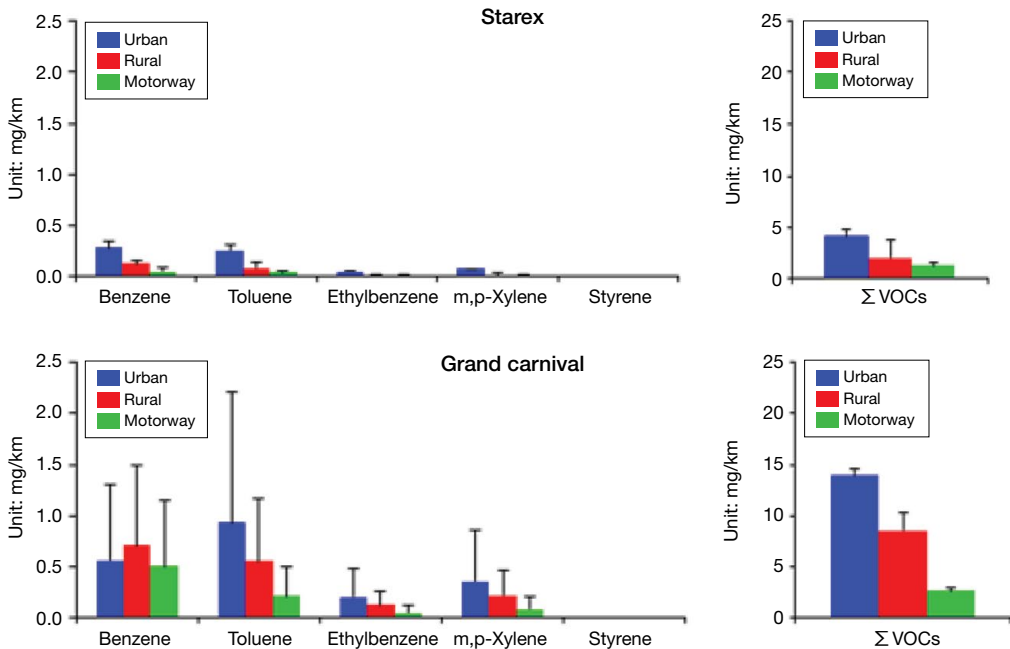 Starex
Unit: mg/km
2.5
2.0
1.5
1.0
0.5
0.0
Urban
Rural
Motorway
Benzene Toluene Ethylbenzene m,p-Xylene Styrene
Unit: mg/km
25
20
15
10
5
0
Urban
Rural
Motorway
∑ VOCs
Grand carnival
Unit: mg/km
2.5
2.0
1.5
1.0
0.5
0.0
Urban
Rural
Motorway
Benzene Toluene Ethylbenzene m,p-Xylene Styrene
Unit: mg/km
25
20
15
10
5
0
Urban
Rural
Motorway
∑ VOCs